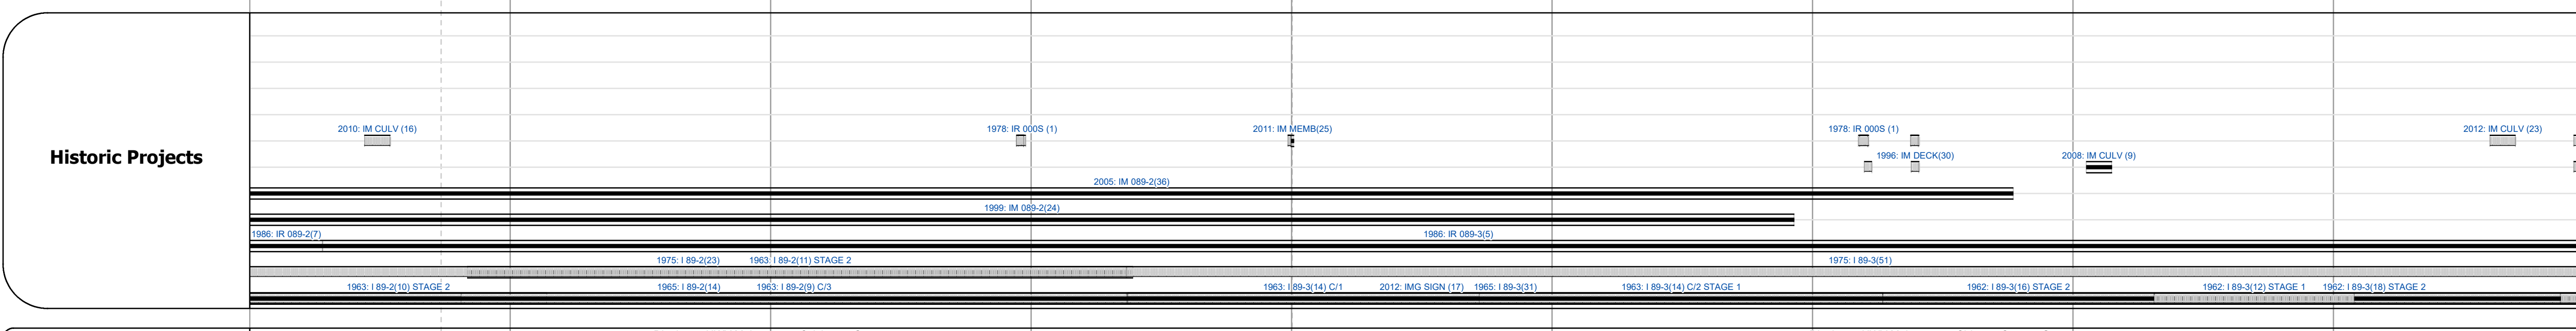 Historic Projects
2010: IM CULV (16) 1978: IR 000S (1) 2011: IM MEMB(25) 1978: IR 000S (1) 2012: IM CULV (23)
1996: IM DECK(30) 2008: IM CULV (9)
2005: IM 089-2(36)
1999: IM 089-2(24)
1986: IR 089-2(7) 1986: IR 089-3(5)
1975: I 89-2(23) 1963: I 89-2(11) STAGE 2 1975: I 89-3(51)
1963: I 89-2(10) STAGE 2 1965: I 89-2(14) 1963: I 89-2(9) C/3 1963: I 89-3(14) C/1 2012: IMG SIGN (17) 1965: I 89-3(31) 1963: I 89-3(14) C/2 STAGE 1 1962: I 89-3(16) STAGE 2 1962: I 89-3(12) STAGE 1 1962: I 89-3(18) STAGE 2